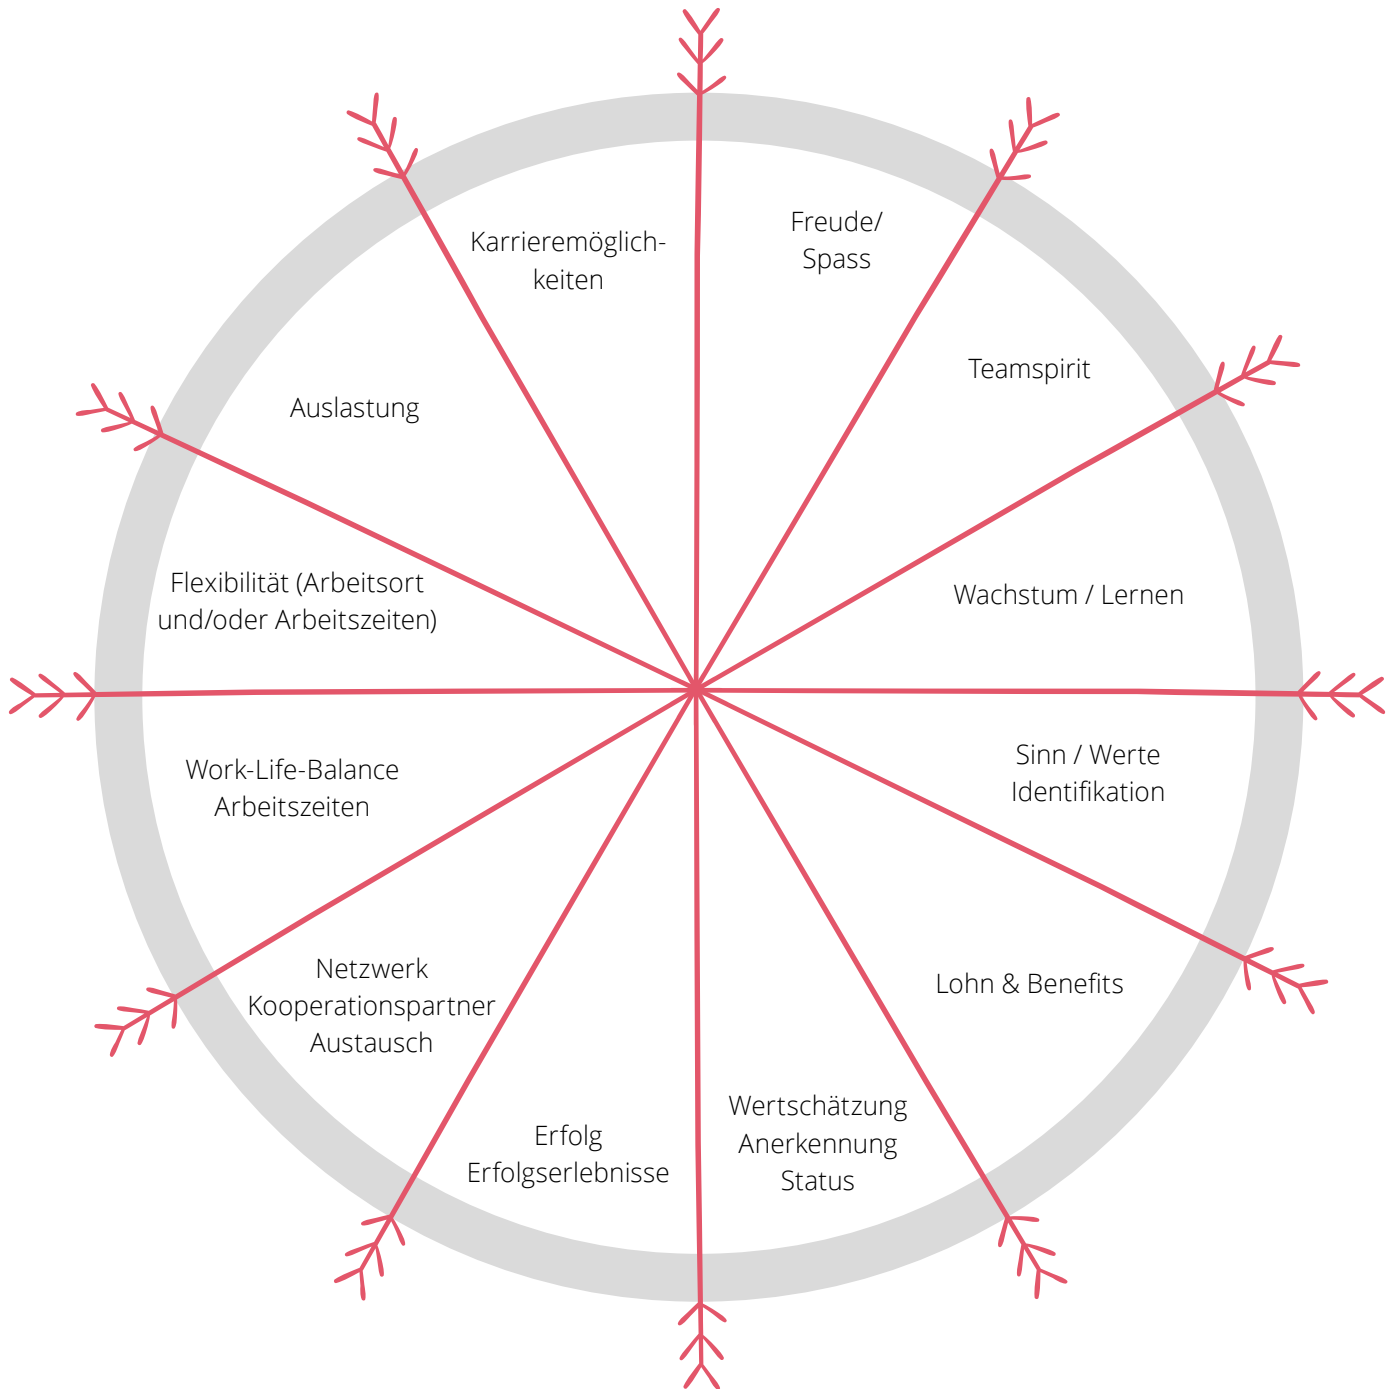 Freude/
Spass
Teamspirit
Wachstum / Lernen
Sinn / Werte
Identifikation
Lohn & Benefits
Wertschätzung
Anerkennung
Status
Erfolg
Erfolgserlebnisse
Netzwerk
Kooperationspartner
Austausch
Work-Life-Balance
Arbeitszeiten
Flexibilität (Arbeitsort
und/oder Arbeitszeiten)
Auslastung
Karrieremöglich-
keiten